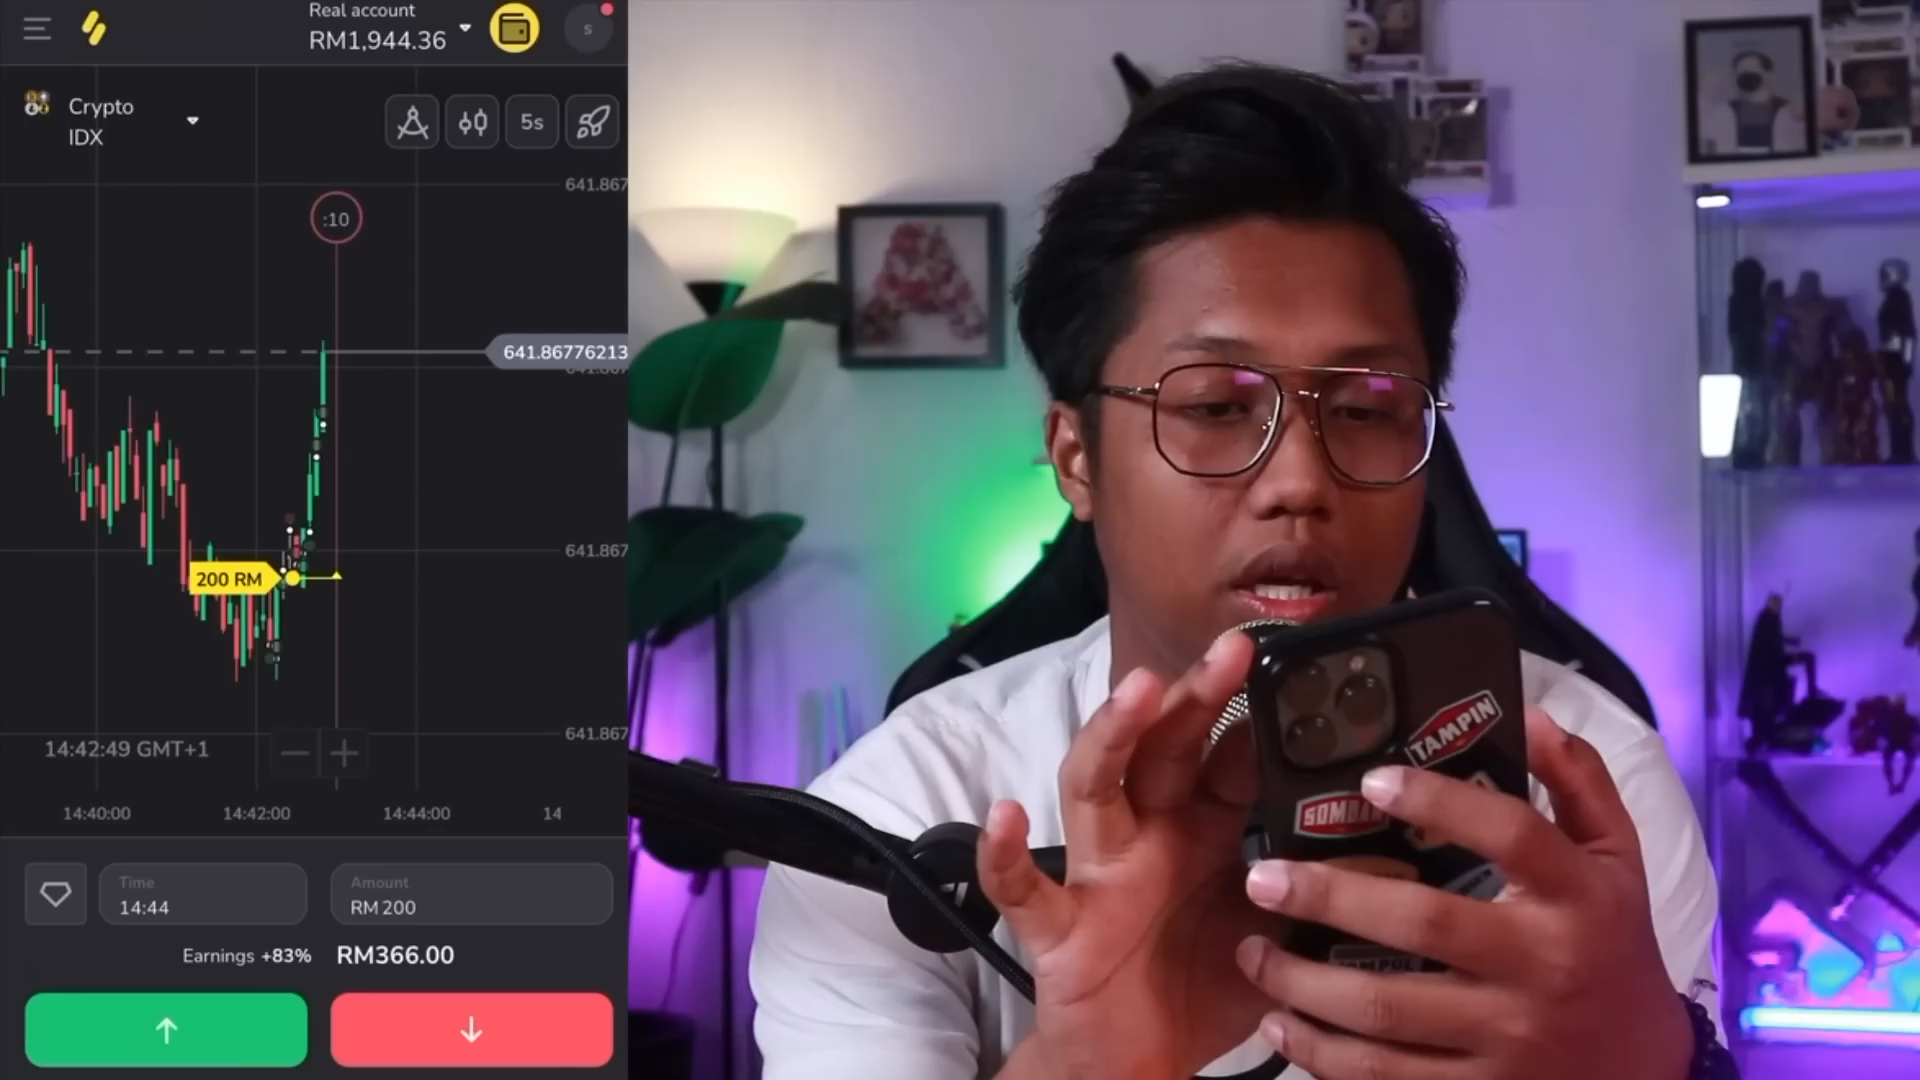 Real account
RM1,944.36
s
Crypto
IDX
5s
641.867
:10
641.86776213
641.867
200 RM
641.867
14:42:49 GMT+1
14:40:00
14:42:00
14:44:00
14
Time
14:44
Amount
RM 200
Earnings +83%
RM366.00
TAMPIN